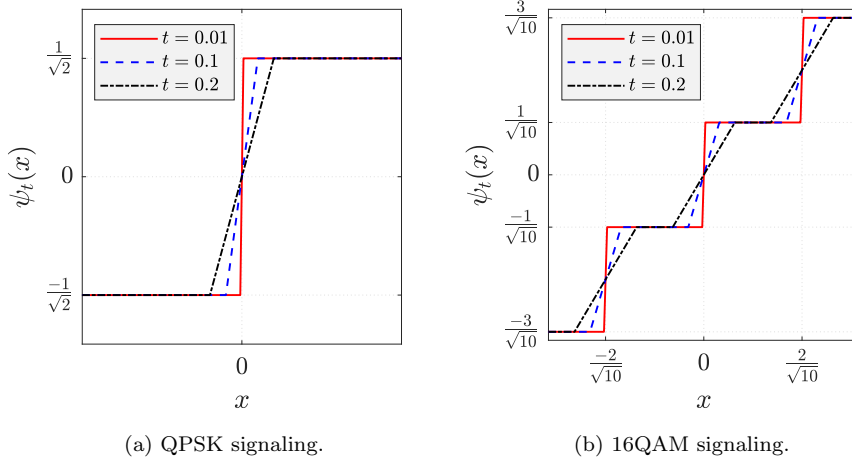 1/√2
0
-1/√2
ψ_t(x)
t = 0.01
t = 0.1
t = 0.2
0
x
(a) QPSK signaling.
3/√10
1/√10
0
-1/√10
-3/√10
ψ_t(x)
t = 0.01
t = 0.1
t = 0.2
-2/√10 0 2/√10
x
(b) 16QAM signaling.